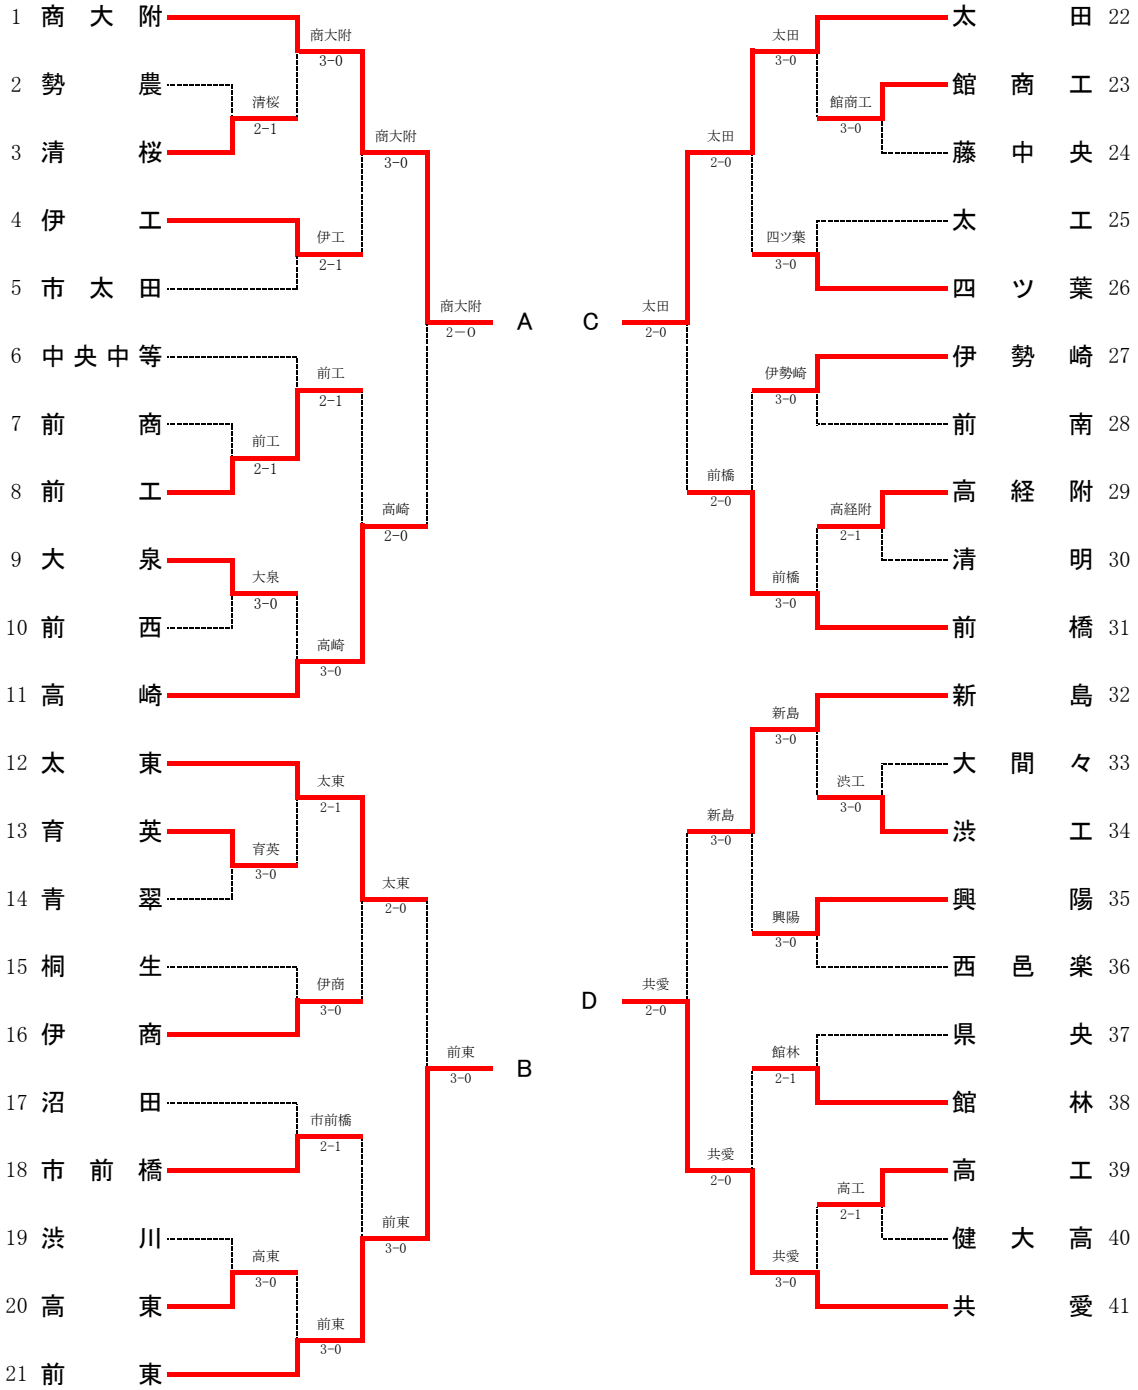 1 商大附
2 勢農
3 清桜
4 伊工
5 市太田
6 中央中等
7 前商
8 前工
9 大泉
10 前西
11 高崎
12 太東
13 育英
14 青翠
15 桐生
16 伊商
17 沼田
18 市前橋
19 渋川
20 高東
21 前東
清桜
2-1
前工
2-1
大泉
3-0
育英
3-0
高東
3-0
商大附
3-0
伊工
2-1
前工
2-1
高崎
3-0
太東
2-1
伊商
3-0
市前橋
2-1
前東
3-0
商大附
3-0
高崎
2-0
太東
2-0
前東
3-0
商大附
2-0
A
前東
3-0
B
C
太田
2-0
D
共愛
2-0
太田
2-0
前橋
2-0
新島
3-0
共愛
2-0
太田
3-0
四ツ葉
3-0
伊勢崎
3-0
前橋
3-0
新島
3-0
興陽
3-0
館林
2-1
共愛
3-0
館商工
3-0
高経附
2-1
渋工
3-0
高工
2-1
太田 22
館商工 23
藤中央 24
太工 25
四ツ葉 26
伊勢崎 27
前南 28
高経附 29
清明 30
前橋 31
新島 32
大間々 33
渋工 34
興陽 35
西邑楽 36
県央 37
館林 38
高工 39
健大高 40
共愛 41